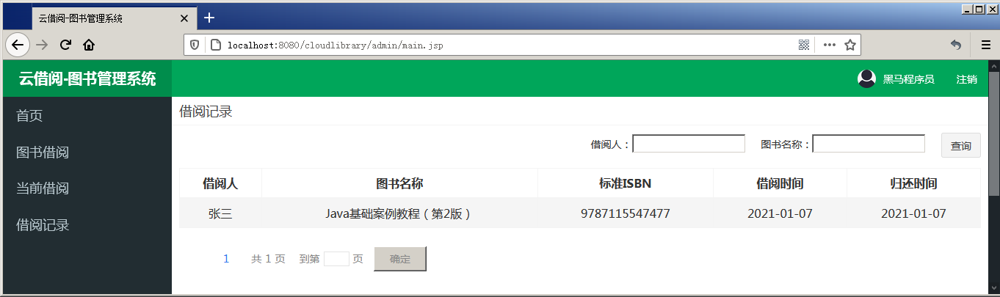 云借阅-图书管理系统
localhost:8080/cloudlibrary/admin/main.jsp
云借阅-图书管理系统 黑马程序员 注销
首页
图书借阅
当前借阅
借阅记录
借阅记录
借阅人： 图书名称： 查询
借阅人 图书名称 标准ISBN 借阅时间 归还时间
张三 Java基础案例教程（第2版） 9787115547477 2021-01-07 2021-01-07
1 共 1 页 到第 页 确定